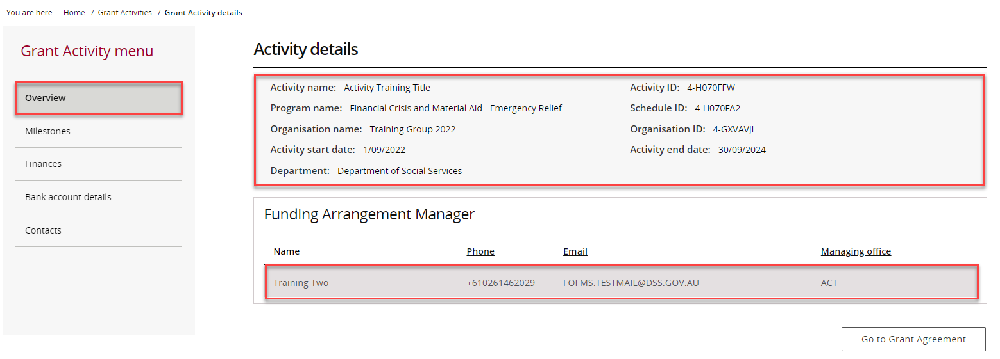 You are here: Home / Grant Activities / Grant Activity details
Grant Activity menu
Overview
Milestones
Finances
Bank account details
Contacts
Activity details
Activity name: Activity Training Title Activity ID: 4-H070FFW
Program name: Financial Crisis and Material Aid - Emergency Relief Schedule ID: 4-H070FA2
Organisation name: Training Group 2022 Organisation ID: 4-GXVAVJL
Activity start date: 1/09/2022 Activity end date: 30/09/2024
Department: Department of Social Services
Funding Arrangement Manager
Name Phone Email Managing office
Training Two +610261462029 FOFMS.TESTMAIL@DSS.GOV.AU ACT
Go to Grant Agreement